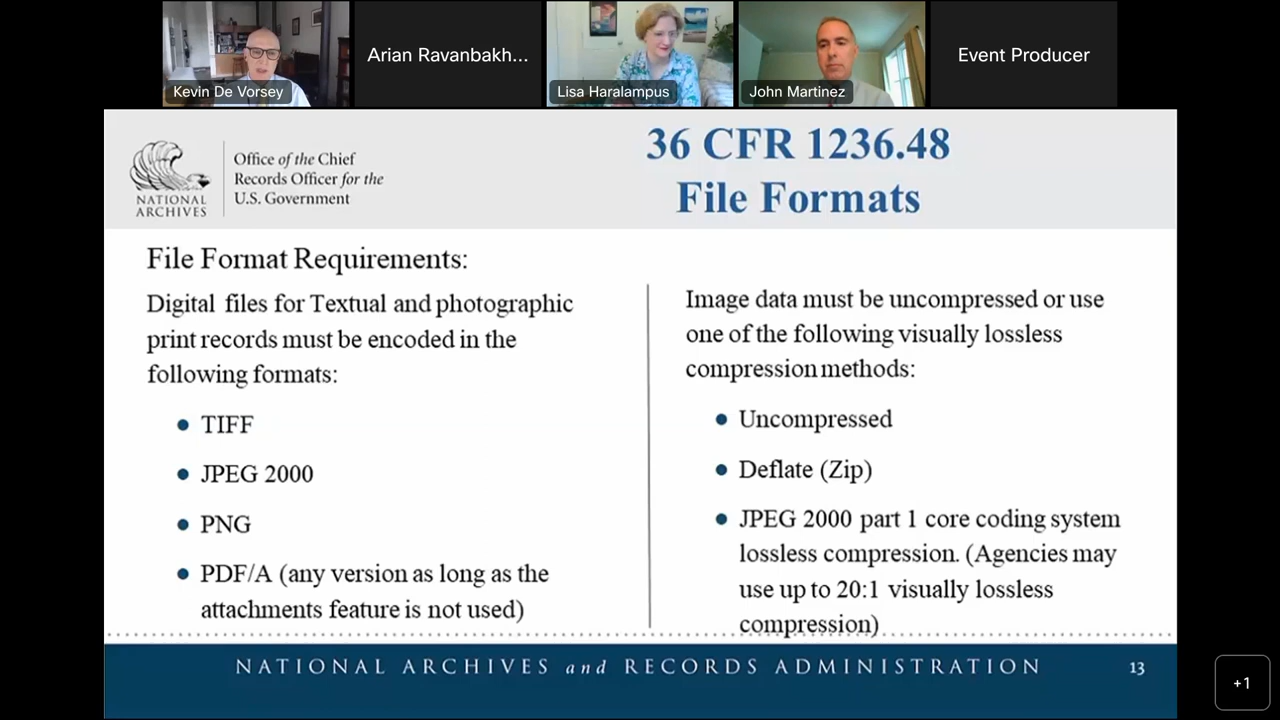 Kevin De Vorsey
Arian Ravanbakh...
Lisa Haralampus
John Martinez
Event Producer
NATIONAL
ARCHIVES
Office of the Chief
Records Officer for the
U.S. Government
36 CFR 1236.48
File Formats
File Format Requirements:
Digital files for Textual and photographic
print records must be encoded in the
following formats:
● TIFF
● JPEG 2000
● PNG
● PDF/A (any version as long as the
attachments feature is not used)
Image data must be uncompressed or use
one of the following visually lossless
compression methods:
● Uncompressed
● Deflate (Zip)
● JPEG 2000 part 1 core coding system
lossless compression. (Agencies may
use up to 20:1 visually lossless
compression)
NATIONAL ARCHIVES and RECORDS ADMINISTRATION
13
+1